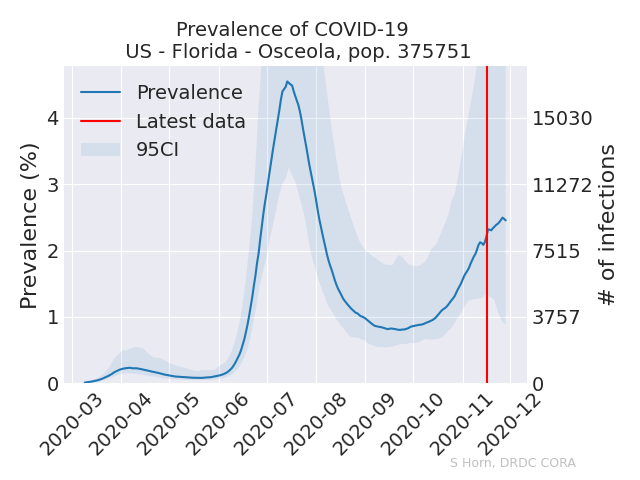 Prevalence of COVID-19
US - Florida - Osceola, pop. 375751
Prevalence
Latest data
95CI
Prevalence (%)
4
3
2
1
0
15030
11272
7515
3757
0
# of infections
2020-03
2020-04
2020-05
2020-06
2020-07
2020-08
2020-09
2020-10
2020-11
2020-12
S Horn, DRDC CORA